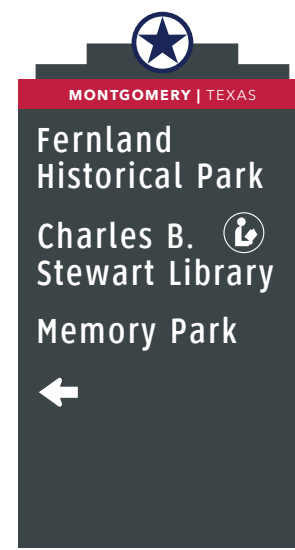 MONTGOMERY | TEXAS
Fernland
Historical Park
Charles B.
Stewart Library
Memory Park